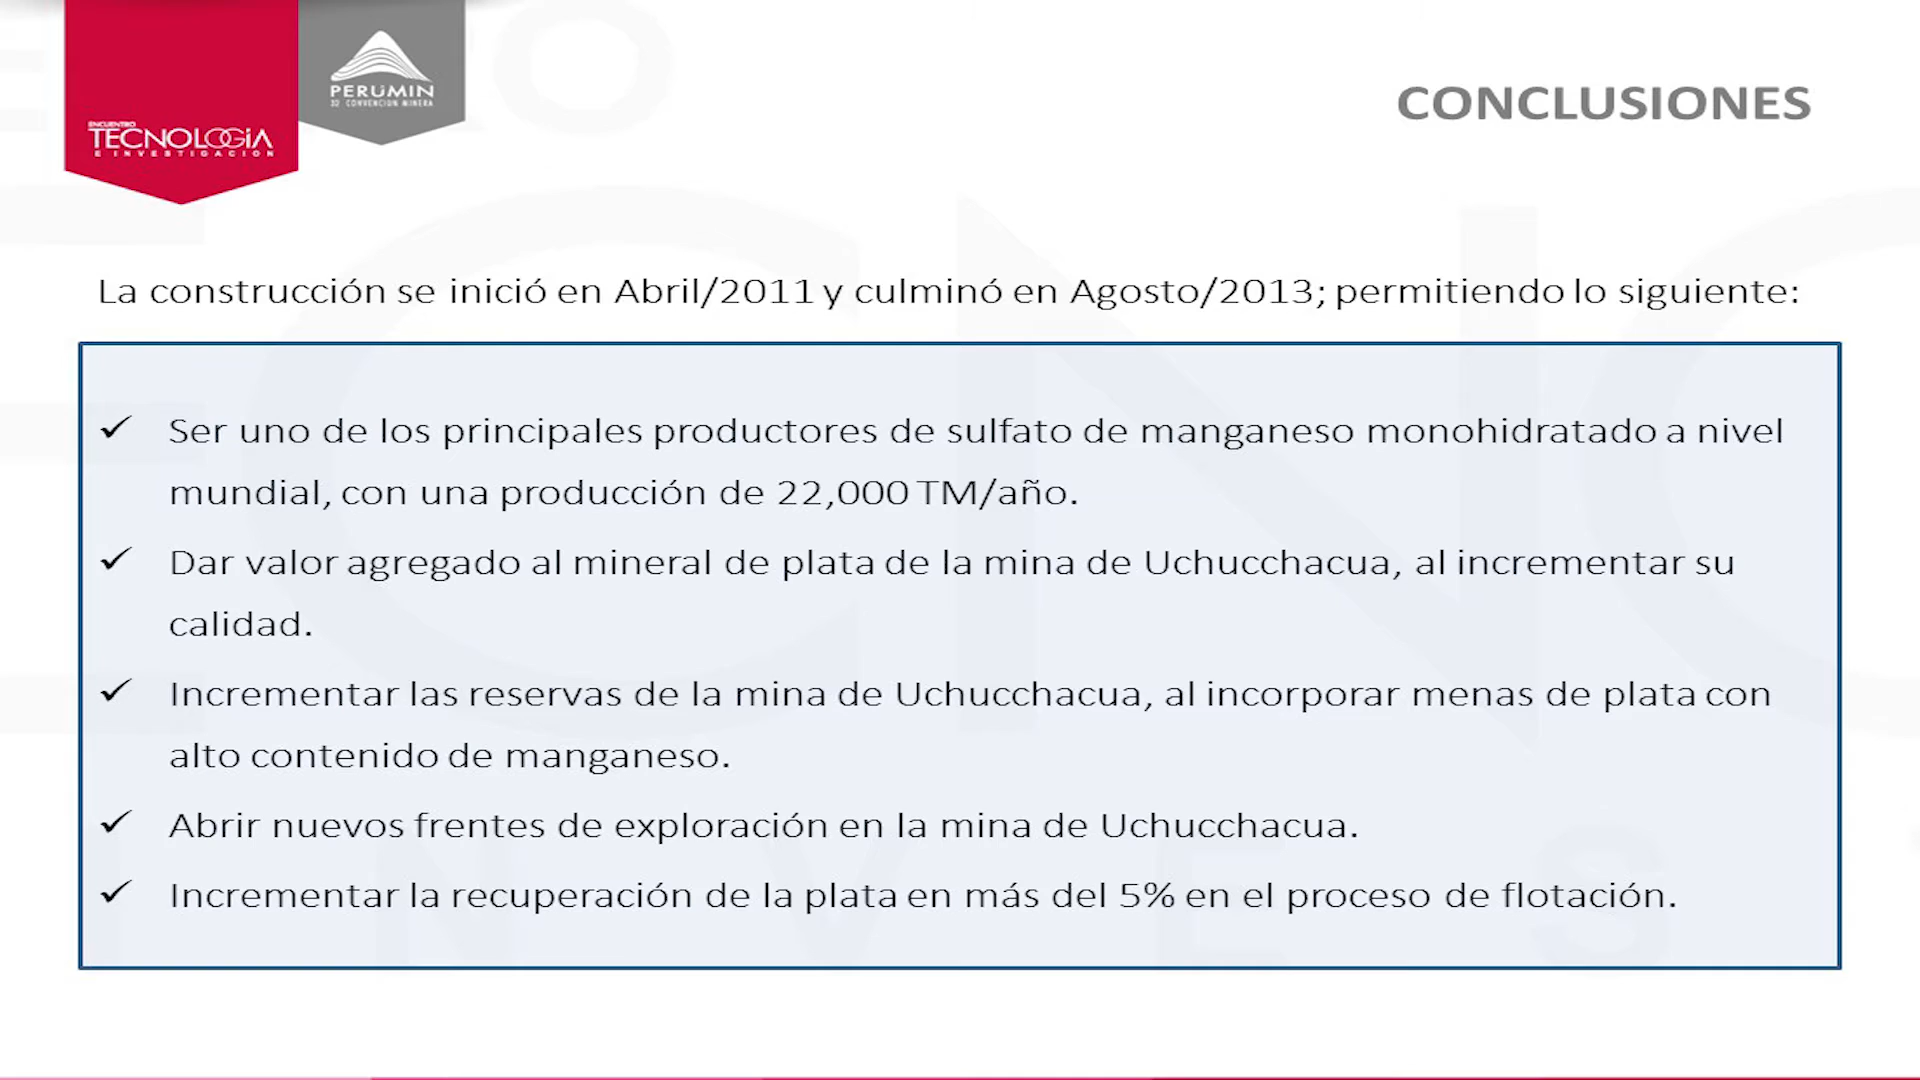 ENCUENTRO
TECNOLOGÍA
E INVESTIGACIÓN
PERUMIN
32 CONVENCIÓN MINERA
CONCLUSIONES
La construcción se inició en Abril/2011 y culminó en Agosto/2013; permitiendo lo siguiente:
✓ Ser uno de los principales productores de sulfato de manganeso monohidratado a nivel
mundial, con una producción de 22,000 TM/año.
✓ Dar valor agregado al mineral de plata de la mina de Uchucchacua, al incrementar su
calidad.
✓ Incrementar las reservas de la mina de Uchucchacua, al incorporar menas de plata con
alto contenido de manganeso.
✓ Abrir nuevos frentes de exploración en la mina de Uchucchacua.
✓ Incrementar la recuperación de la plata en más del 5% en el proceso de flotación.